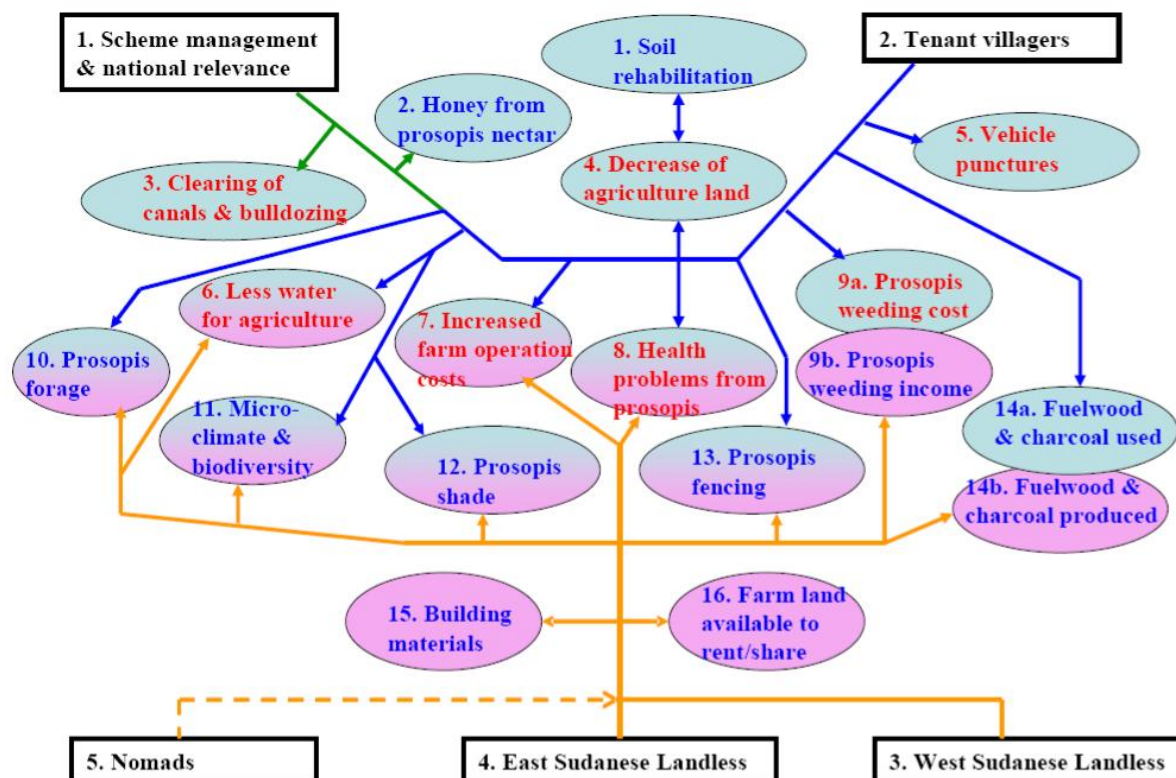 1. Scheme management
& national relevance
2. Tenant villagers
1. Soil
rehabilitation
2. Honey from
prosopis nectar
5. Vehicle
punctures
3. Clearing of
canals & bulldozing
4. Decrease of
agriculture land
6. Less water
for agriculture
7. Increased
farm operation
costs
8. Health
problems from
prosopis
9a. Prosopis
weeding cost
9b. Prosopis
weeding income
10. Prosopis
forage
11. Micro-
climate &
biodiversity
12. Prosopis
shade
13. Prosopis
fencing
14a. Fuelwood
& charcoal used
14b. Fuelwood &
charcoal produced
15. Building
materials
16. Farm land
available to
rent/share
5. Nomads
4. East Sudanese Landless
3. West Sudanese Landless